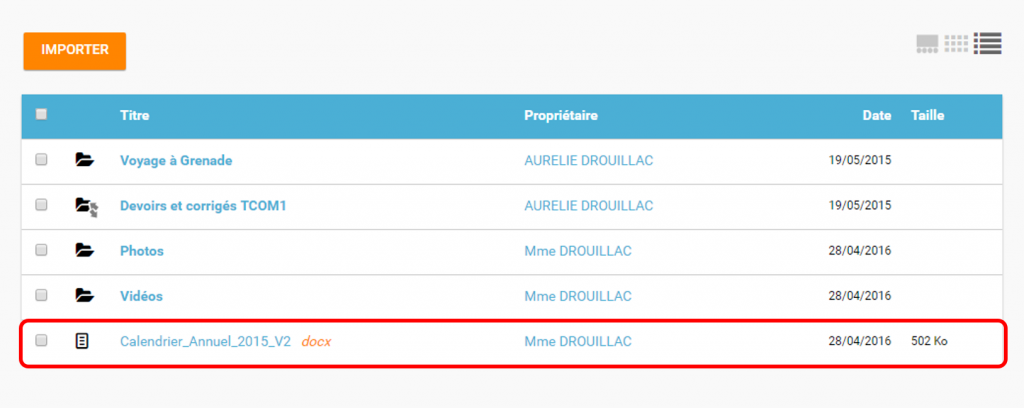 IMPORTER
Titre Propriétaire Date Taille
Voyage à Grenade AURELIE DROUILLAC 19/05/2015
Devoirs et corrigés TCOM1 AURELIE DROUILLAC 19/05/2015
Photos Mme DROUILLAC 28/04/2016
Vidéos Mme DROUILLAC 28/04/2016
Calendrier_Annuel_2015_V2 docx Mme DROUILLAC 28/04/2016 502 Ko